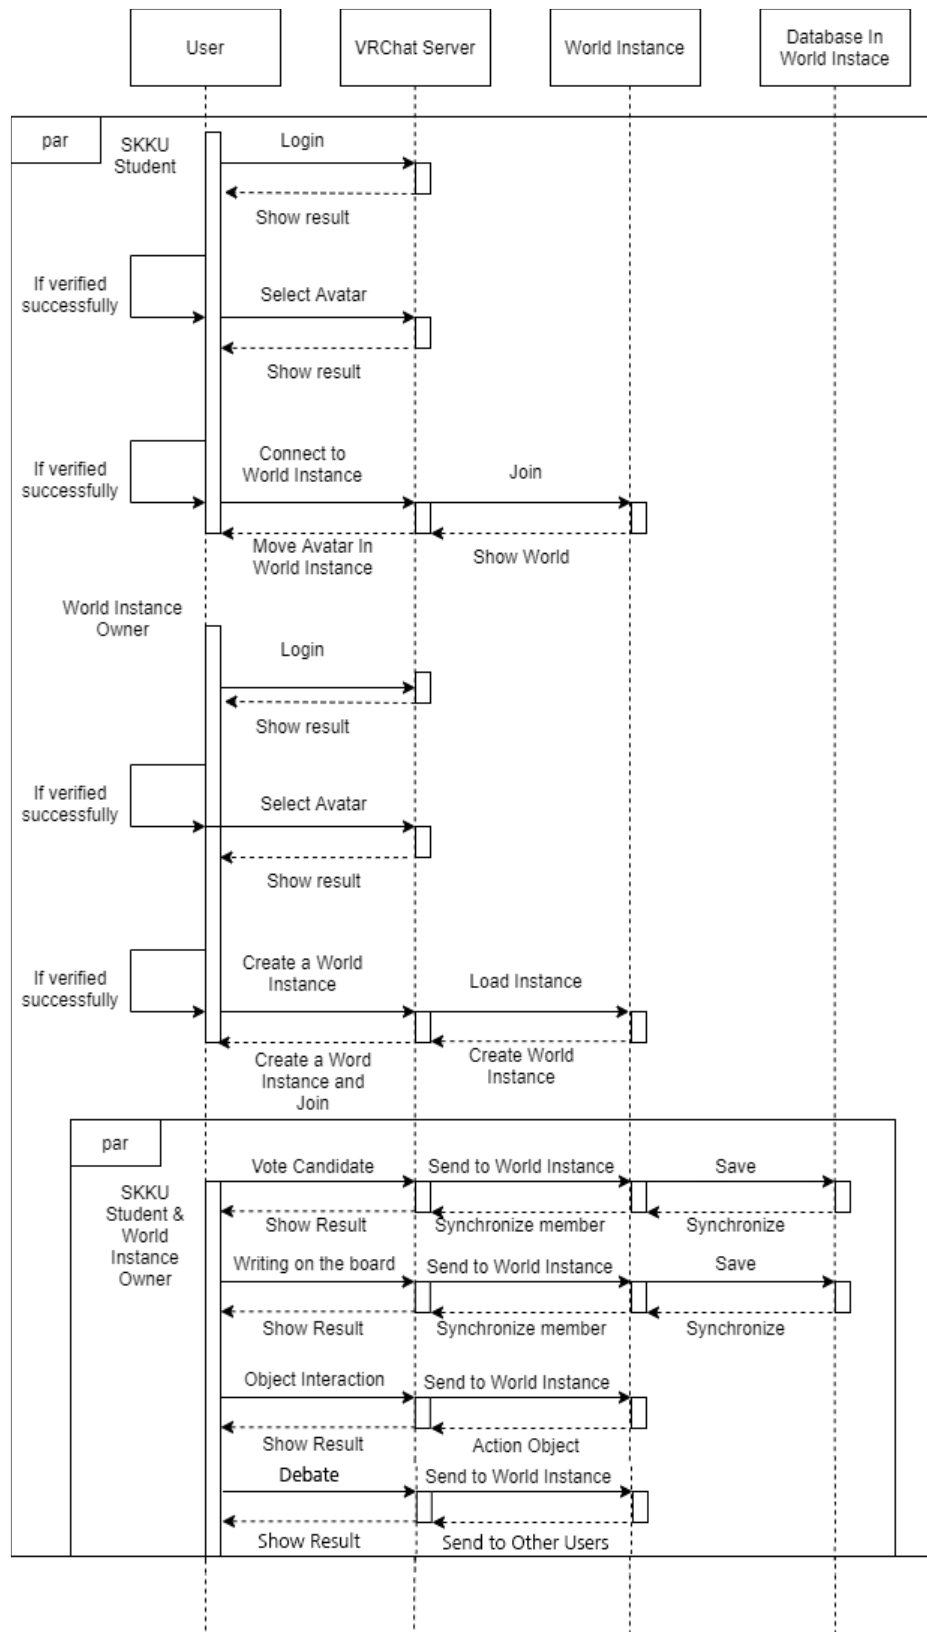 User
VRChat Server
World Instance
Database In
World Instace
par
SKKU
Student
Login
Show result
If verified
successfully
Select Avatar
Show result
If verified
successfully
Connect to
World Instance
Join
Move Avatar In
World Instance
Show World
World Instance
Owner
Login
Show result
If verified
successfully
Select Avatar
Show result
If verified
successfully
Create a World
Instance
Load Instance
Create a Word
Instance and
Join
Create World
Instance
par
SKKU
Student &
World
Instance
Owner
Vote Candidate
Send to World Instance
Save
Show Result
Synchronize member
Synchronize
Writing on the board
Send to World Instance
Save
Show Result
Synchronize member
Synchronize
Object Interaction
Send to World Instance
Show Result
Action Object
Debate
Send to World Instance
Show Result
Send to Other Users